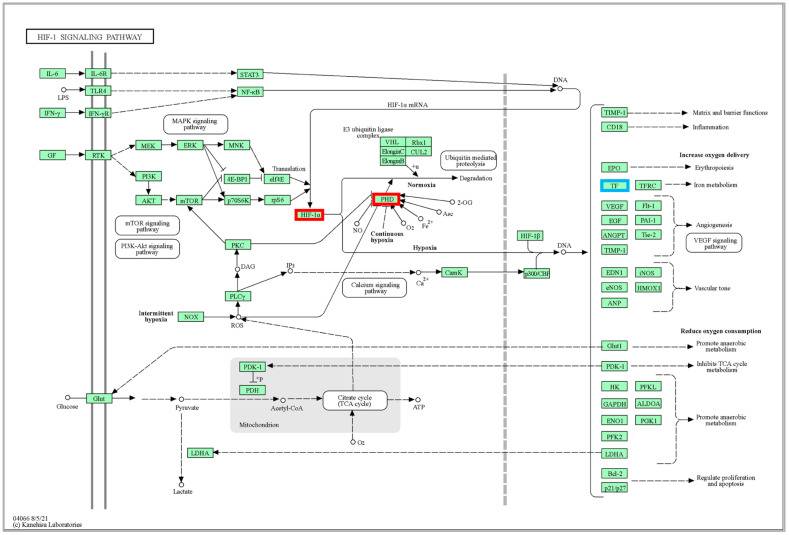 HIF-1 SIGNALING PATHWAY
IL-6
IL-6R
STAT3
DNA
LPS
TLR4
NF-κB
IFN-γ
IFN-γR
HIF-1α mRNA
TIMP-1
Matrix and barrier functions
CD18
Inflammation
MAPK signaling
pathway
E3 ubiquitin ligase
complex
VHL
Rbx1
ElonginC
CUL2
ElonginB
MEK
ERK
MNK
GF
RTK
Translation
+u
Ubiquitin mediated
proteolysis
Increase oxygen delivery
EPO
Erythropoiesis
PI3K
4E-BP1
eIF4E
Degradation
Normoxia
TF
TFRC
Iron metabolism
AKT
mTOR
p70S6K
rpS6
PHD
2-OG
HIF-1α
Asc
Fe2+
NO
O2
VEGF
Flt-1
EGF
PAI-1
Angiogenesis
ANGPT
Tie-2
VEGF signaling
pathway
TIMP-1
mTOR signaling
pathway
PI3K-Akt signaling
pathway
Continuous
hypoxia
Hypoxia
HIF-1β
DNA
PKC
DAG
IP3
Ca2+
CamK
p300/CBP
Calcium signaling
pathway
EDN1
iNOS
eNOS
HMOX1
Vascular tone
ANP
PLCγ
Intermittent
hypoxia
NOX
ROS
Reduce oxygen consumption
Glut1
Promote anaerobic
metabolism
PDK-1
Inhibits TCA cycle
metabolism
PDK-1
+p
PDH
HK
PFKL
GAPDH
ALDOA
ENO1
PGK1
Promote anaerobic
metabolism
PFK2
LDHA
Glucose
Glut
Pyruvate
Acetyl-CoA
Citrate cycle
(TCA cycle)
ATP
Mitochondrion
O2
LDHA
Lactate
Bcl-2
p21/p27
Regulate proliferation
and apoptosis
04066 8/5/21
(c) Kanehisa Laboratories